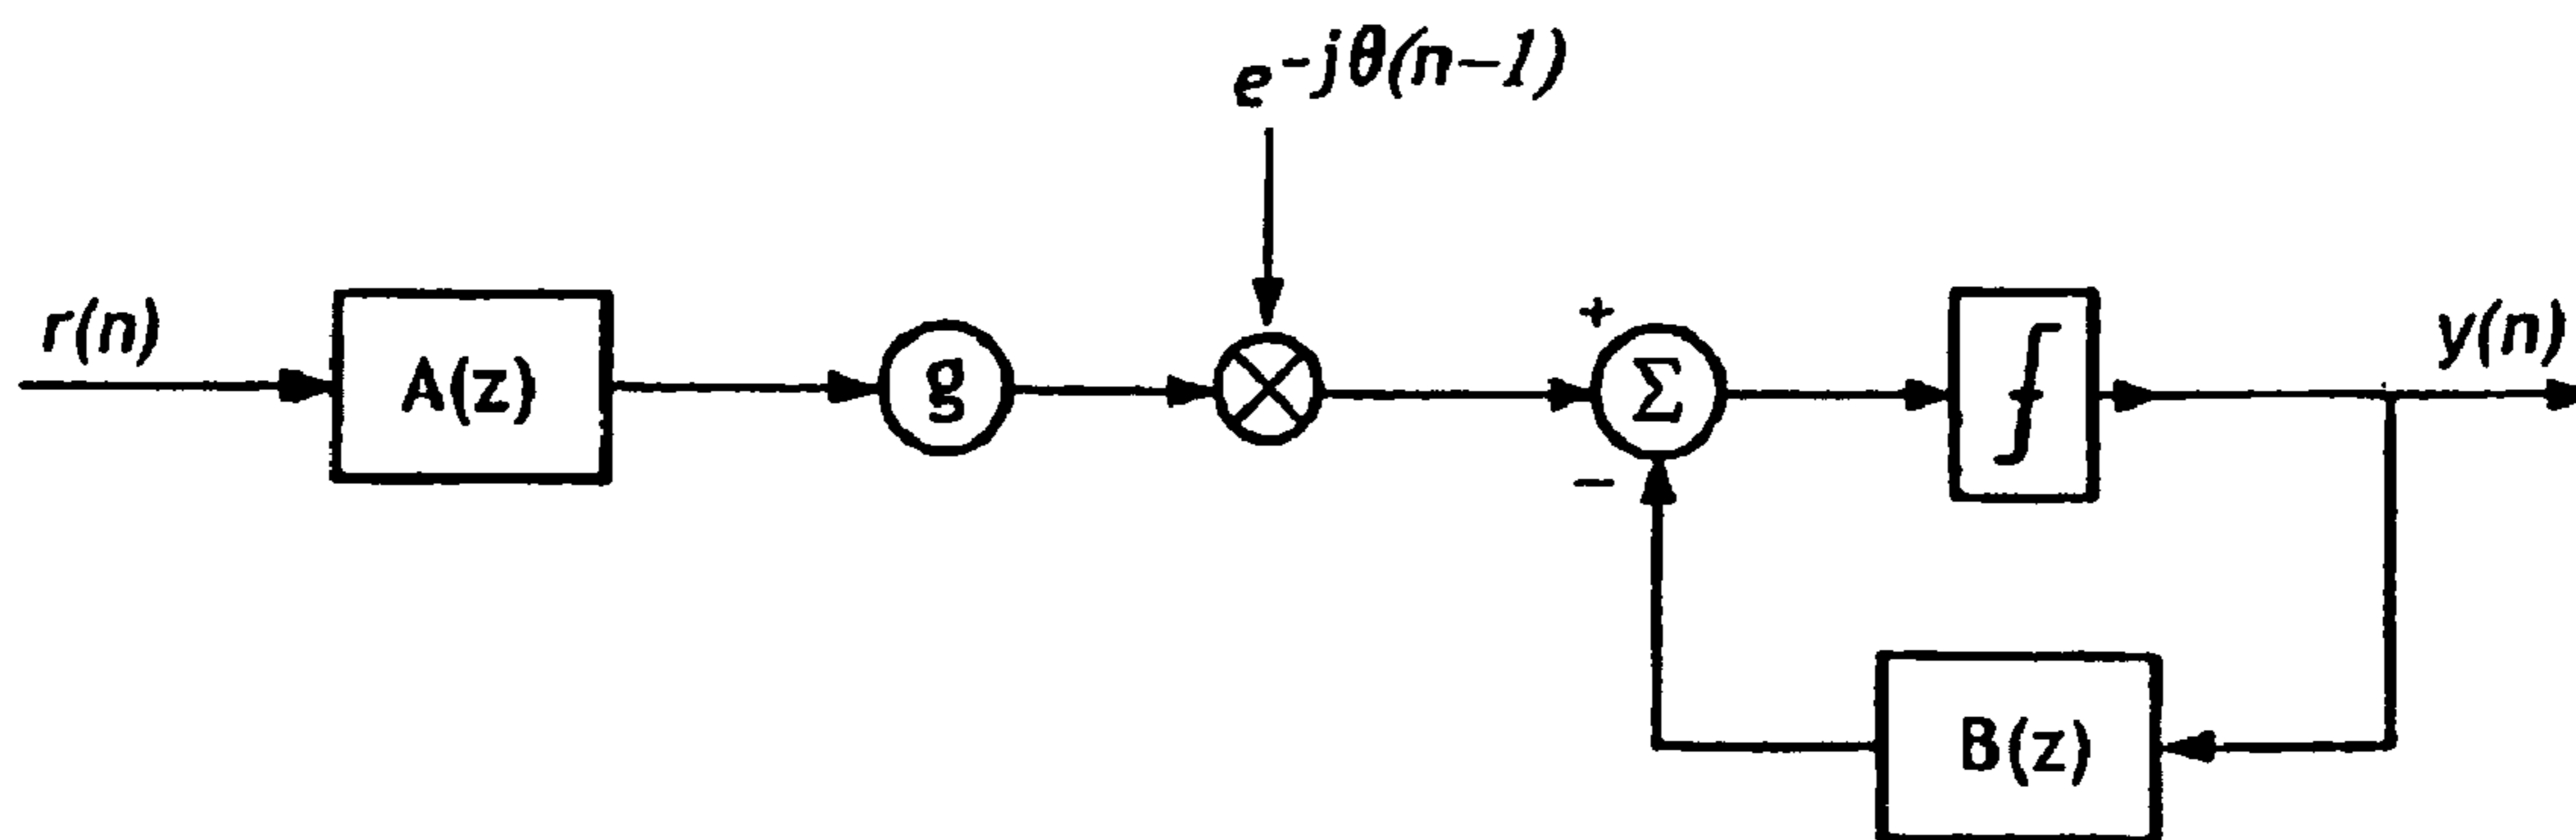 e^{-jθ(n-1)}
r(n)
A(z)
g
+
Σ
−
y(n)
B(z)